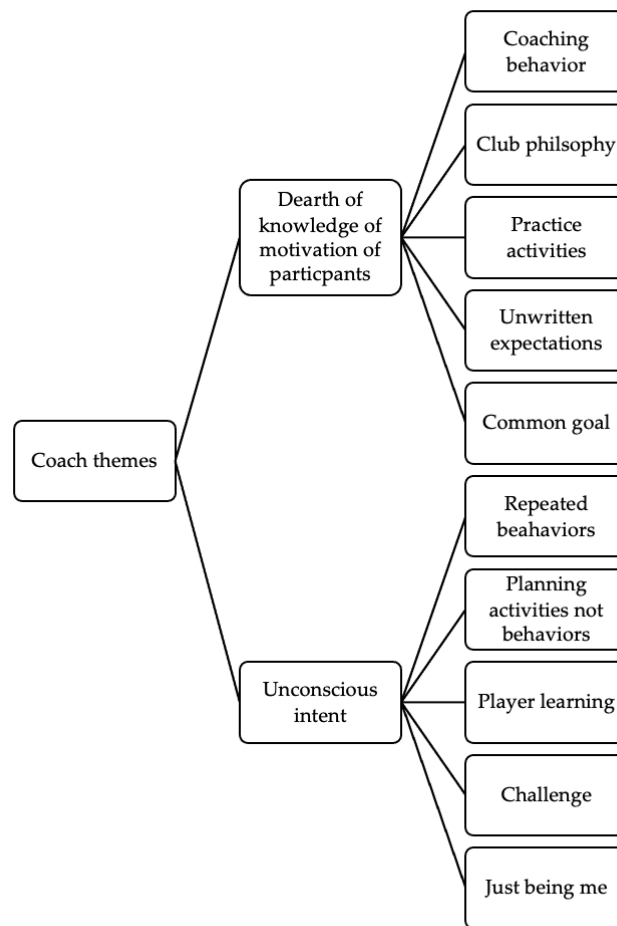 Coach themes
Dearth of
knowledge of
motivation of
particpants
Coaching
behavior
Club philsophy
Practice
activities
Unwritten
expectations
Common goal
Unconscious
intent
Repeated
beahaviors
Planning
activities not
behaviors
Player learning
Challenge
Just being me